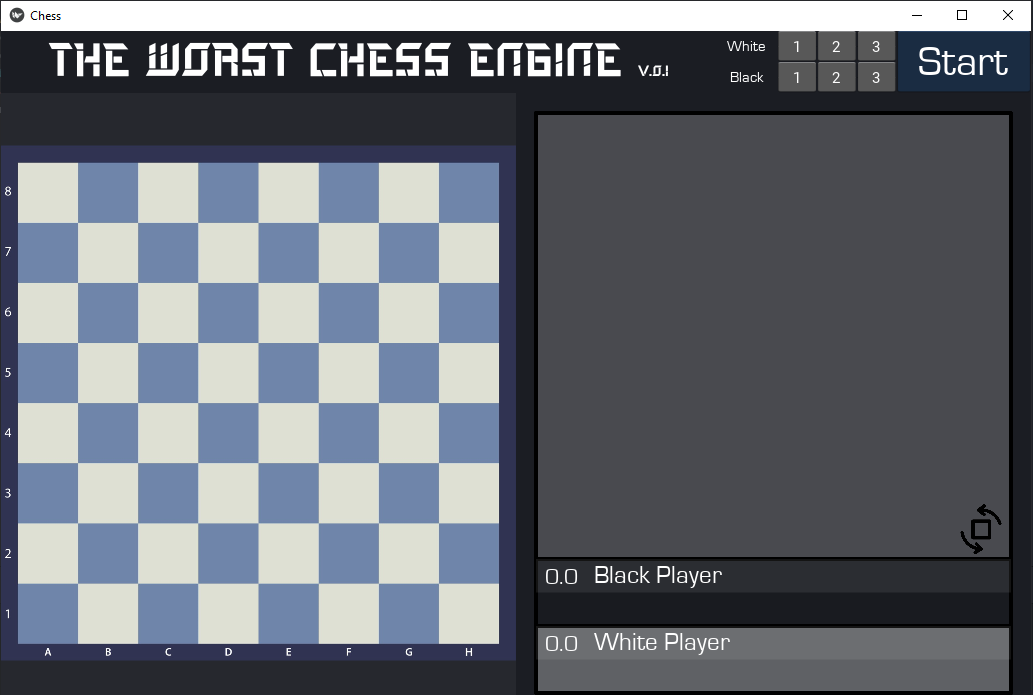 Chess
THE WORST CHESS ENGINE V.0.1
White 1 2 3
Black 1 2 3
Start
8
7
6
5
4
3
2
1
A B C D E F G H
0.0 Black Player
0.0 White Player